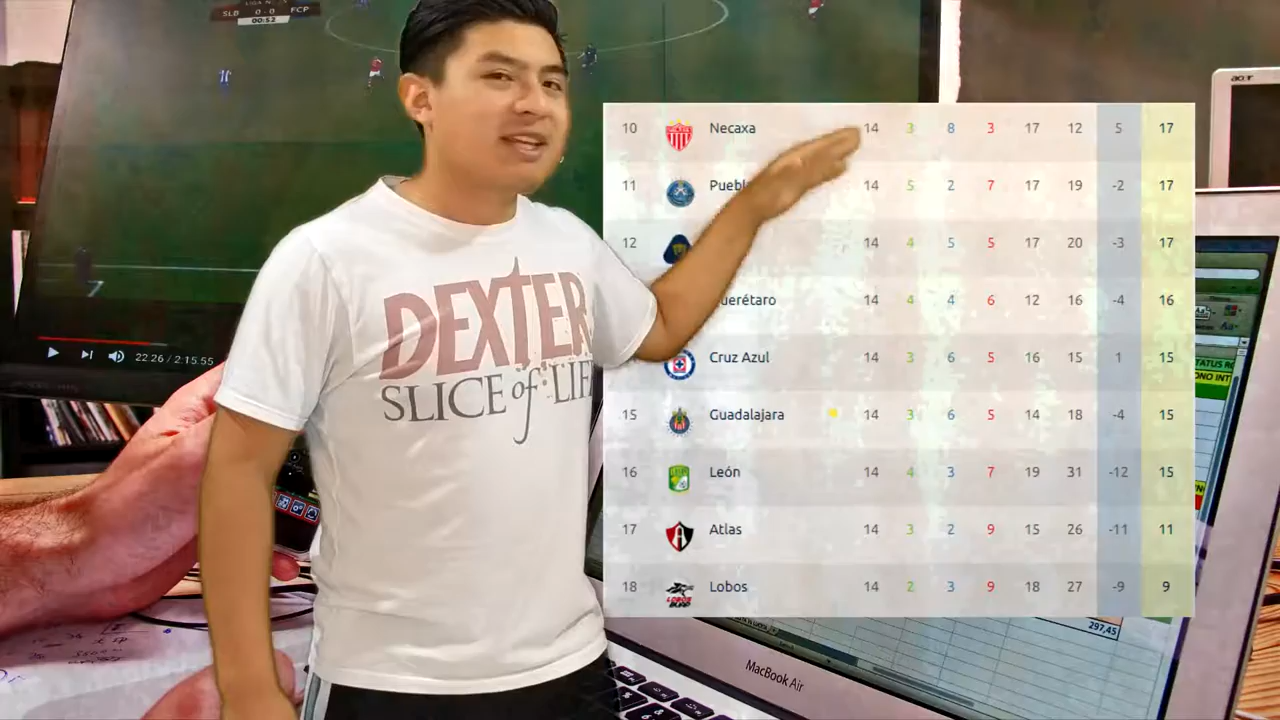 SLB 0-0 FCP
00:52
acer
10 Necaxa 14 3 8 3 17 12 5 17
11 Puebl 14 5 2 7 17 19 -2 17
12 14 4 5 5 17 20 -3 17
uerétaro 14 4 4 6 12 16 -4 16
Cruz Azul 14 3 6 5 16 15 1 15
15 Guadalajara 14 3 6 5 14 18 -4 15
16 León 14 4 3 7 19 31 -12 15
17 Atlas 14 3 2 9 15 26 -11 11
18 Lobos 14 2 3 9 18 27 -9 9
DEXTER
SLICE of LIF
22:26 / 2:15:55
297,45
MacBook Air